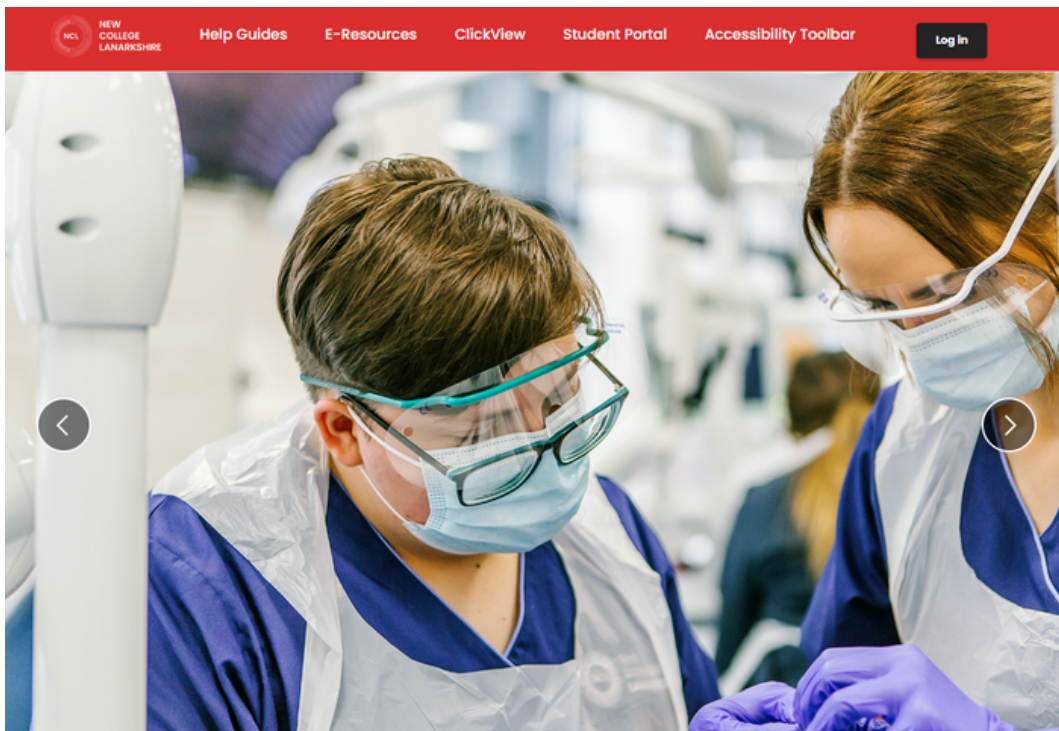 NCL
NEW
COLLEGE
LANARKSHIRE
Help Guides
E-Resources
ClickView
Student Portal
Accessibility Toolbar
Log in